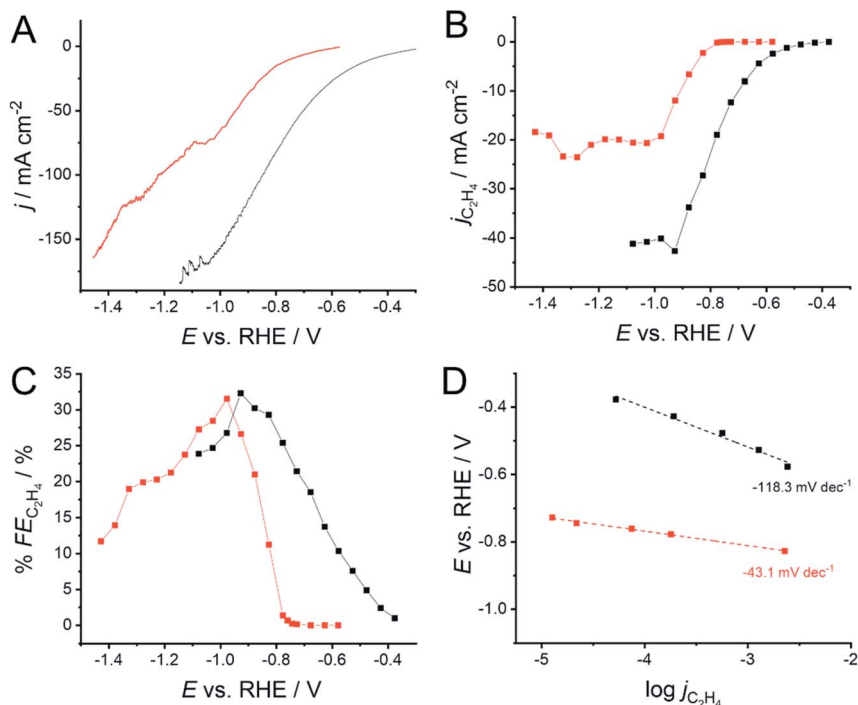 A
0
-50
-100
-150
j / mA cm⁻²
-1.4 -1.2 -1.0 -0.8 -0.6 -0.4
E vs. RHE / V
B
0
-10
-20
-30
-40
-50
j_C₂H₄ / mA cm⁻²
-1.4 -1.2 -1.0 -0.8 -0.6 -0.4
E vs. RHE / V
C
35
30
25
20
15
10
5
0
% FE_C₂H₄ / %
-1.4 -1.2 -1.0 -0.8 -0.6 -0.4
E vs. RHE / V
D
-0.4
-0.6
-0.8
-1.0
E vs. RHE / V
-118.3 mV dec⁻¹
-43.1 mV dec⁻¹
-5 -4 -3 -2
log j_C₂H₄